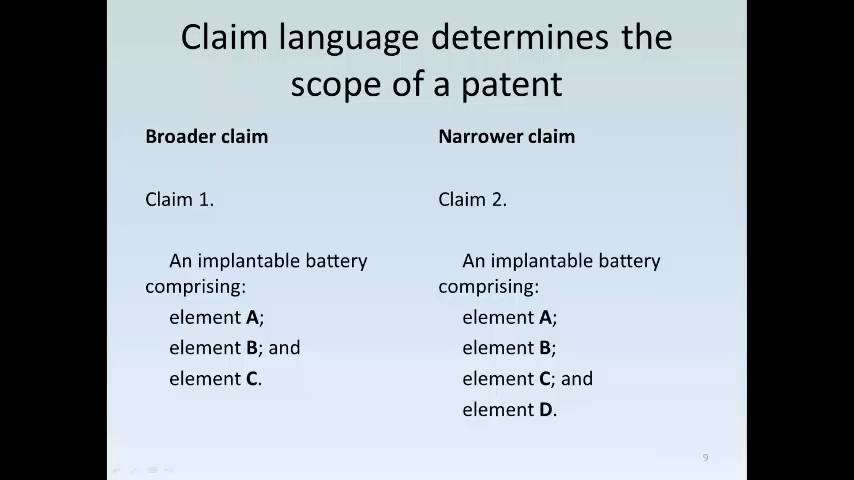 Claim language determines the
scope of a patent
Broader claim
Claim 1.
An implantable battery
comprising:
element A;
element B; and
element C.
Narrower claim
Claim 2.
An implantable battery
comprising:
element A;
element B;
element C; and
element D.
9